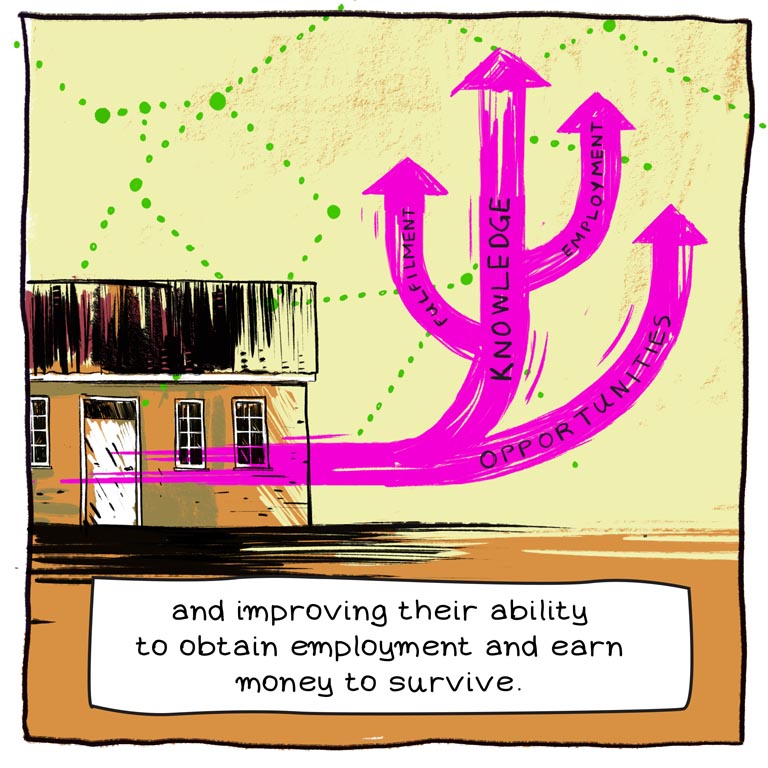 FULFILMENT
KNOWLEDGE
EMPLOYMENT
OPPORTUNITIES
and improving their ability
to obtain employment and earn
money to survive.